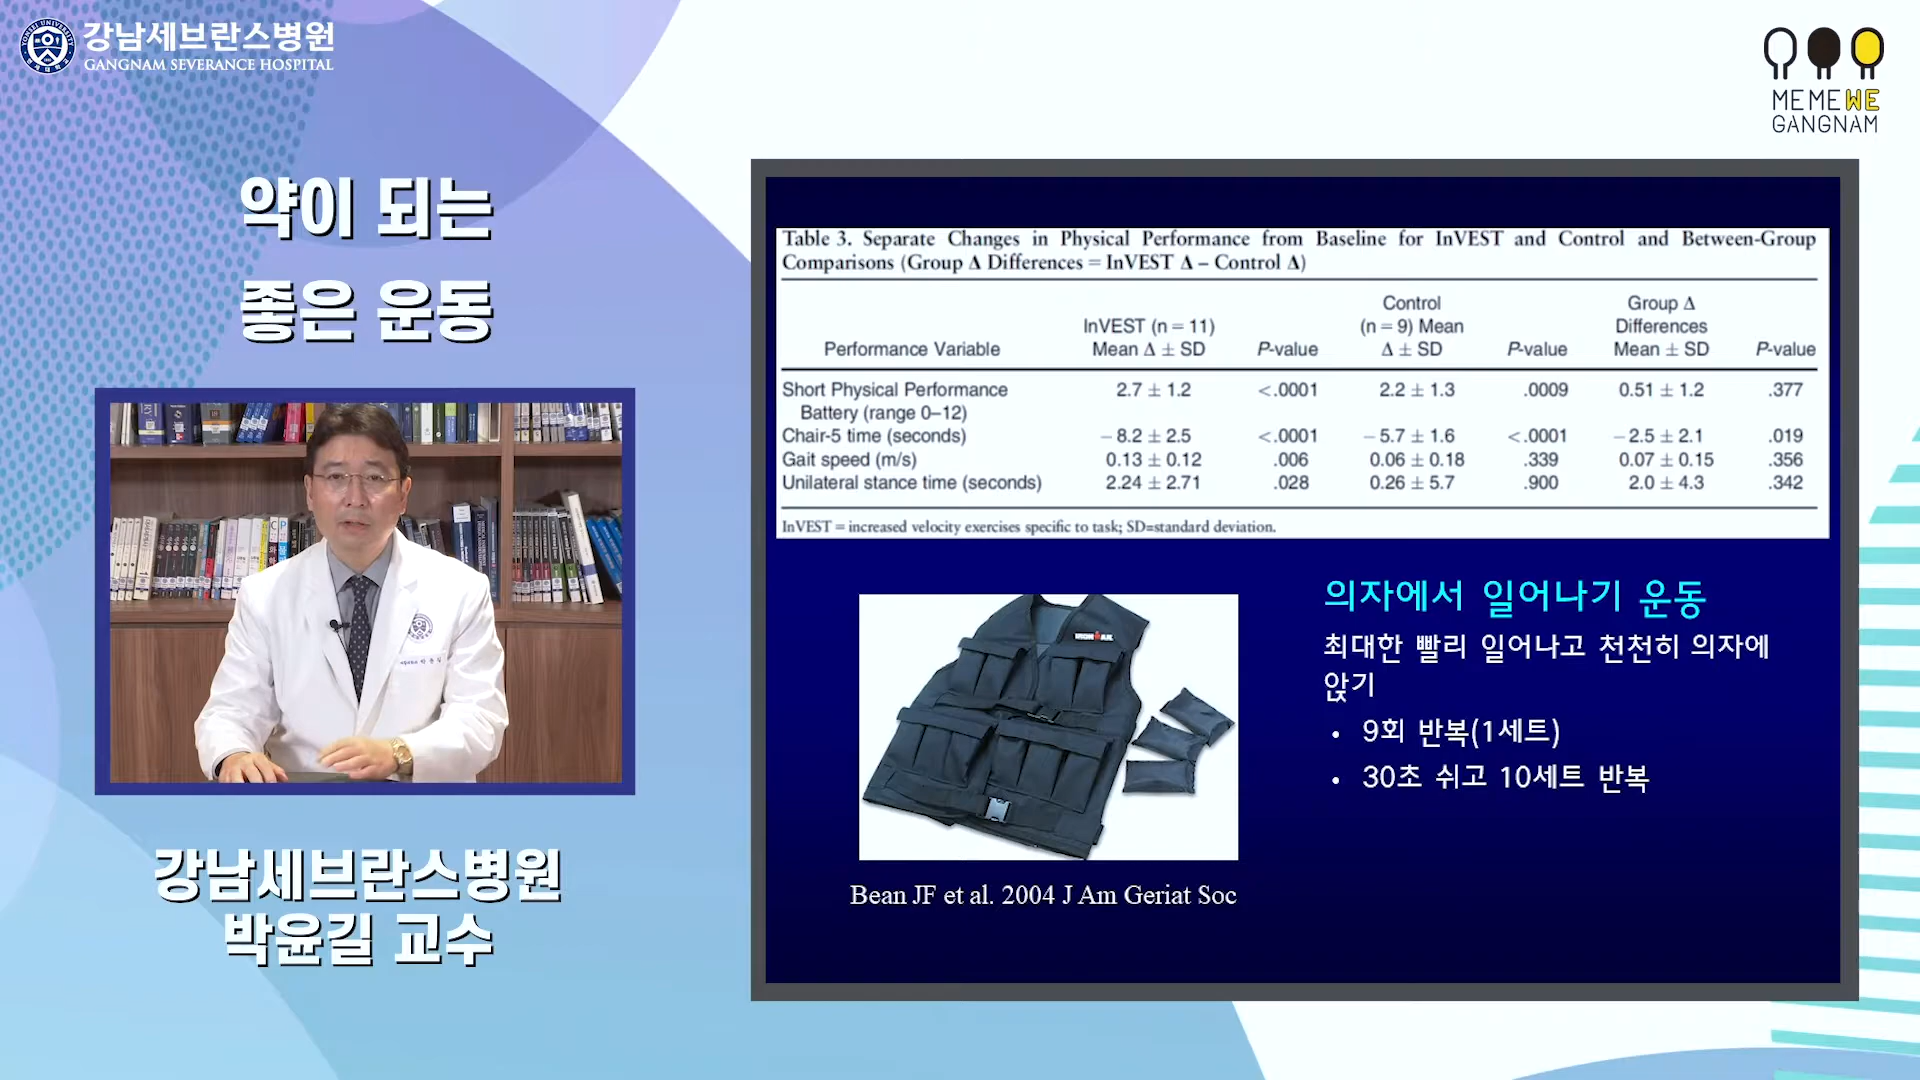 강남세브란스병원
GANGNAM SEVERANCE HOSPITAL
MEMEWE
GANGNAM
약이 되는
좋은 운동
강남세브란스병원
박윤길 교수
Table 3. Separate Changes in Physical Performance from Baseline for InVEST and Control and Between-Group
Comparisons (Group Δ Differences = InVEST Δ – Control Δ)
Performance Variable InVEST (n = 11) Mean Δ ± SD P-value Control (n = 9) Mean Δ ± SD P-value Group Δ Differences Mean ± SD P-value
Short Physical Performance Battery (range 0–12) 2.7 ± 1.2 <.0001 2.2 ± 1.3 .0009 0.51 ± 1.2 .377
Chair-5 time (seconds) − 8.2 ± 2.5 <.0001 − 5.7 ± 1.6 <.0001 − 2.5 ± 2.1 .019
Gait speed (m/s) 0.13 ± 0.12 .006 0.06 ± 0.18 .339 0.07 ± 0.15 .356
Unilateral stance time (seconds) 2.24 ± 2.71 .028 0.26 ± 5.7 .900 2.0 ± 4.3 .342
InVEST = increased velocity exercises specific to task; SD=standard deviation.
의자에서 일어나기 운동
최대한 빨리 일어나고 천천히 의자에
앉기
• 9회 반복(1세트)
• 30초 쉬고 10세트 반복
Bean JF et al. 2004 J Am Geriat Soc